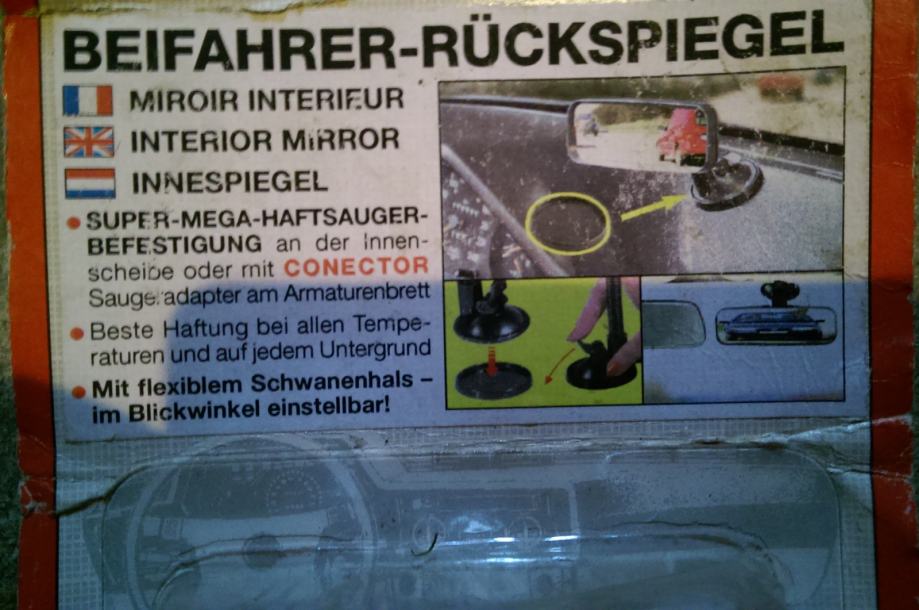 BEIFAHRER-RÜCKSPIEGEL
MIROIR INTERIEUR
INTERIOR MIRROR
INNESPIEGEL
• SUPER-MEGA-HAFTSAUGER-
BEFESTIGUNG an der Innen-
scheibe oder mit CONECTOR
Saugeradapter am Armaturenbrett
• Beste Haftung bei allen Tempe-
raturen und auf jedem Untergrund
• Mit flexiblem Schwanenhals –
im Blickwinkel einstellbar!